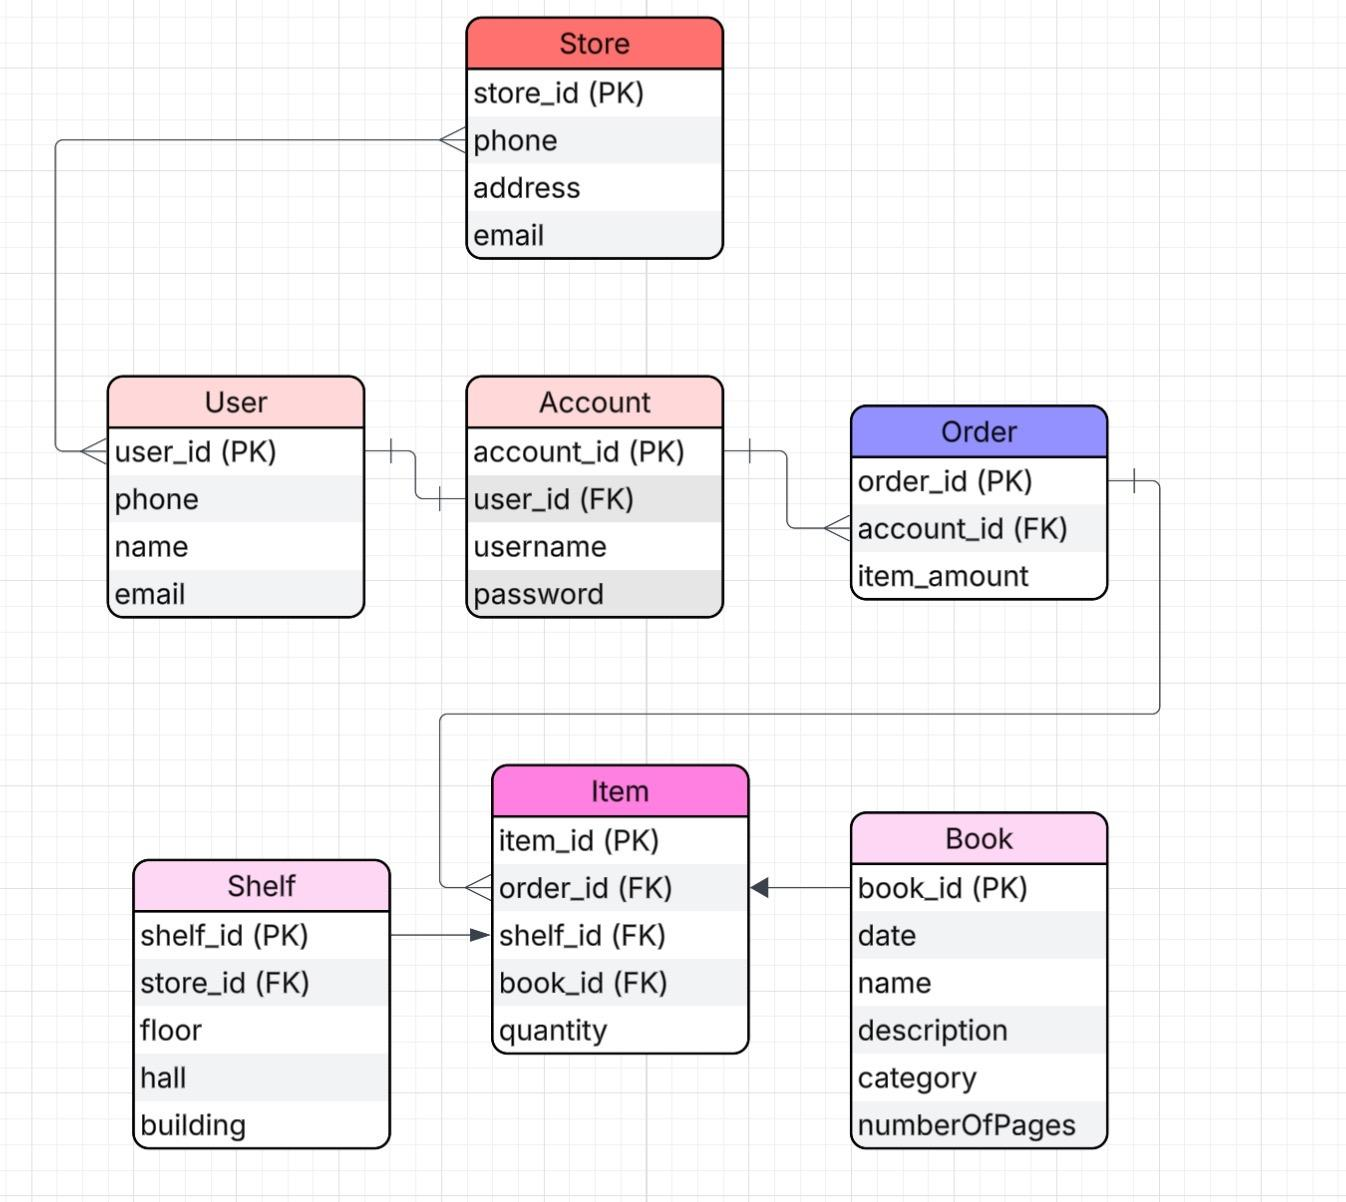 Store
store_id (PK)
phone
address
email
User
user_id (PK)
phone
name
email
Account
account_id (PK)
user_id (FK)
username
password
Order
order_id (PK)
account_id (FK)
item_amount
Item
item_id (PK)
order_id (FK)
shelf_id (FK)
book_id (FK)
quantity
Shelf
shelf_id (PK)
store_id (FK)
floor
hall
building
Book
book_id (PK)
date
name
description
category
numberOfPages